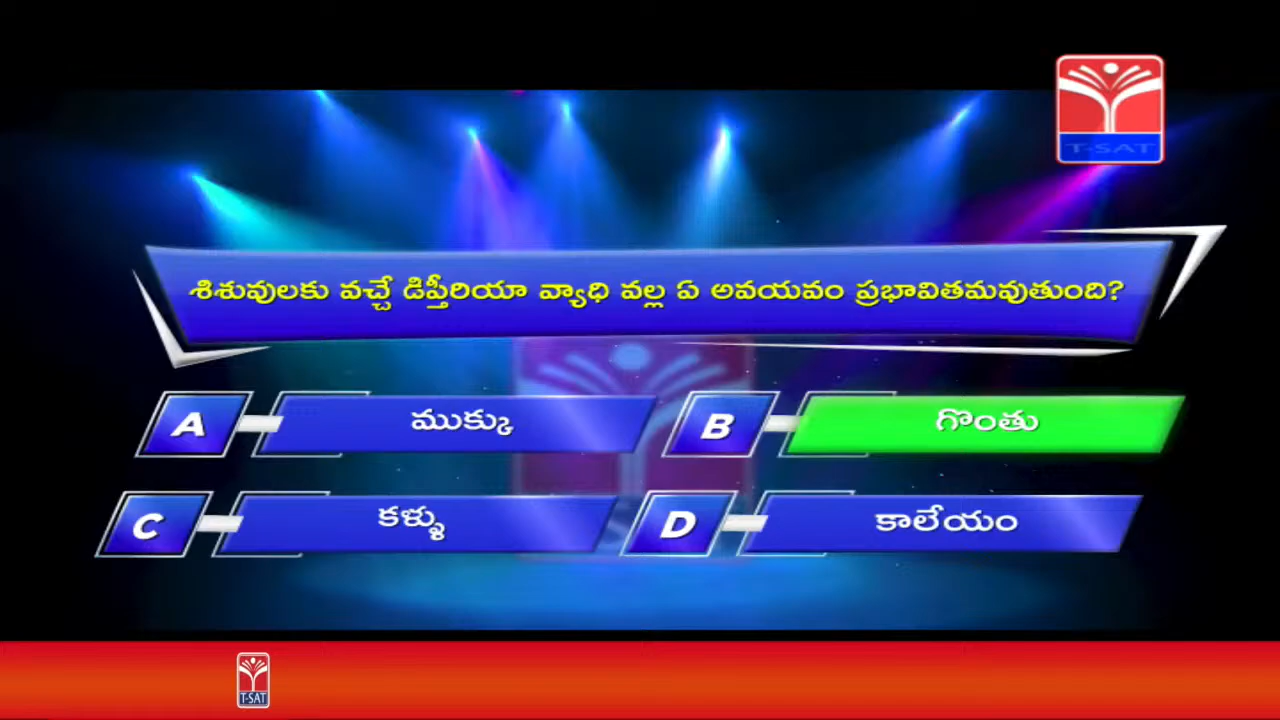 T-SAT
శిశువులకు వచ్చే డిప్తీరియా వ్యాధి వల్ల ఏ అవయవం ప్రభావితమవుతుంది?
A ముక్కు
B గొంతు
C కళ్ళు
D కాలేయం
T-SAT